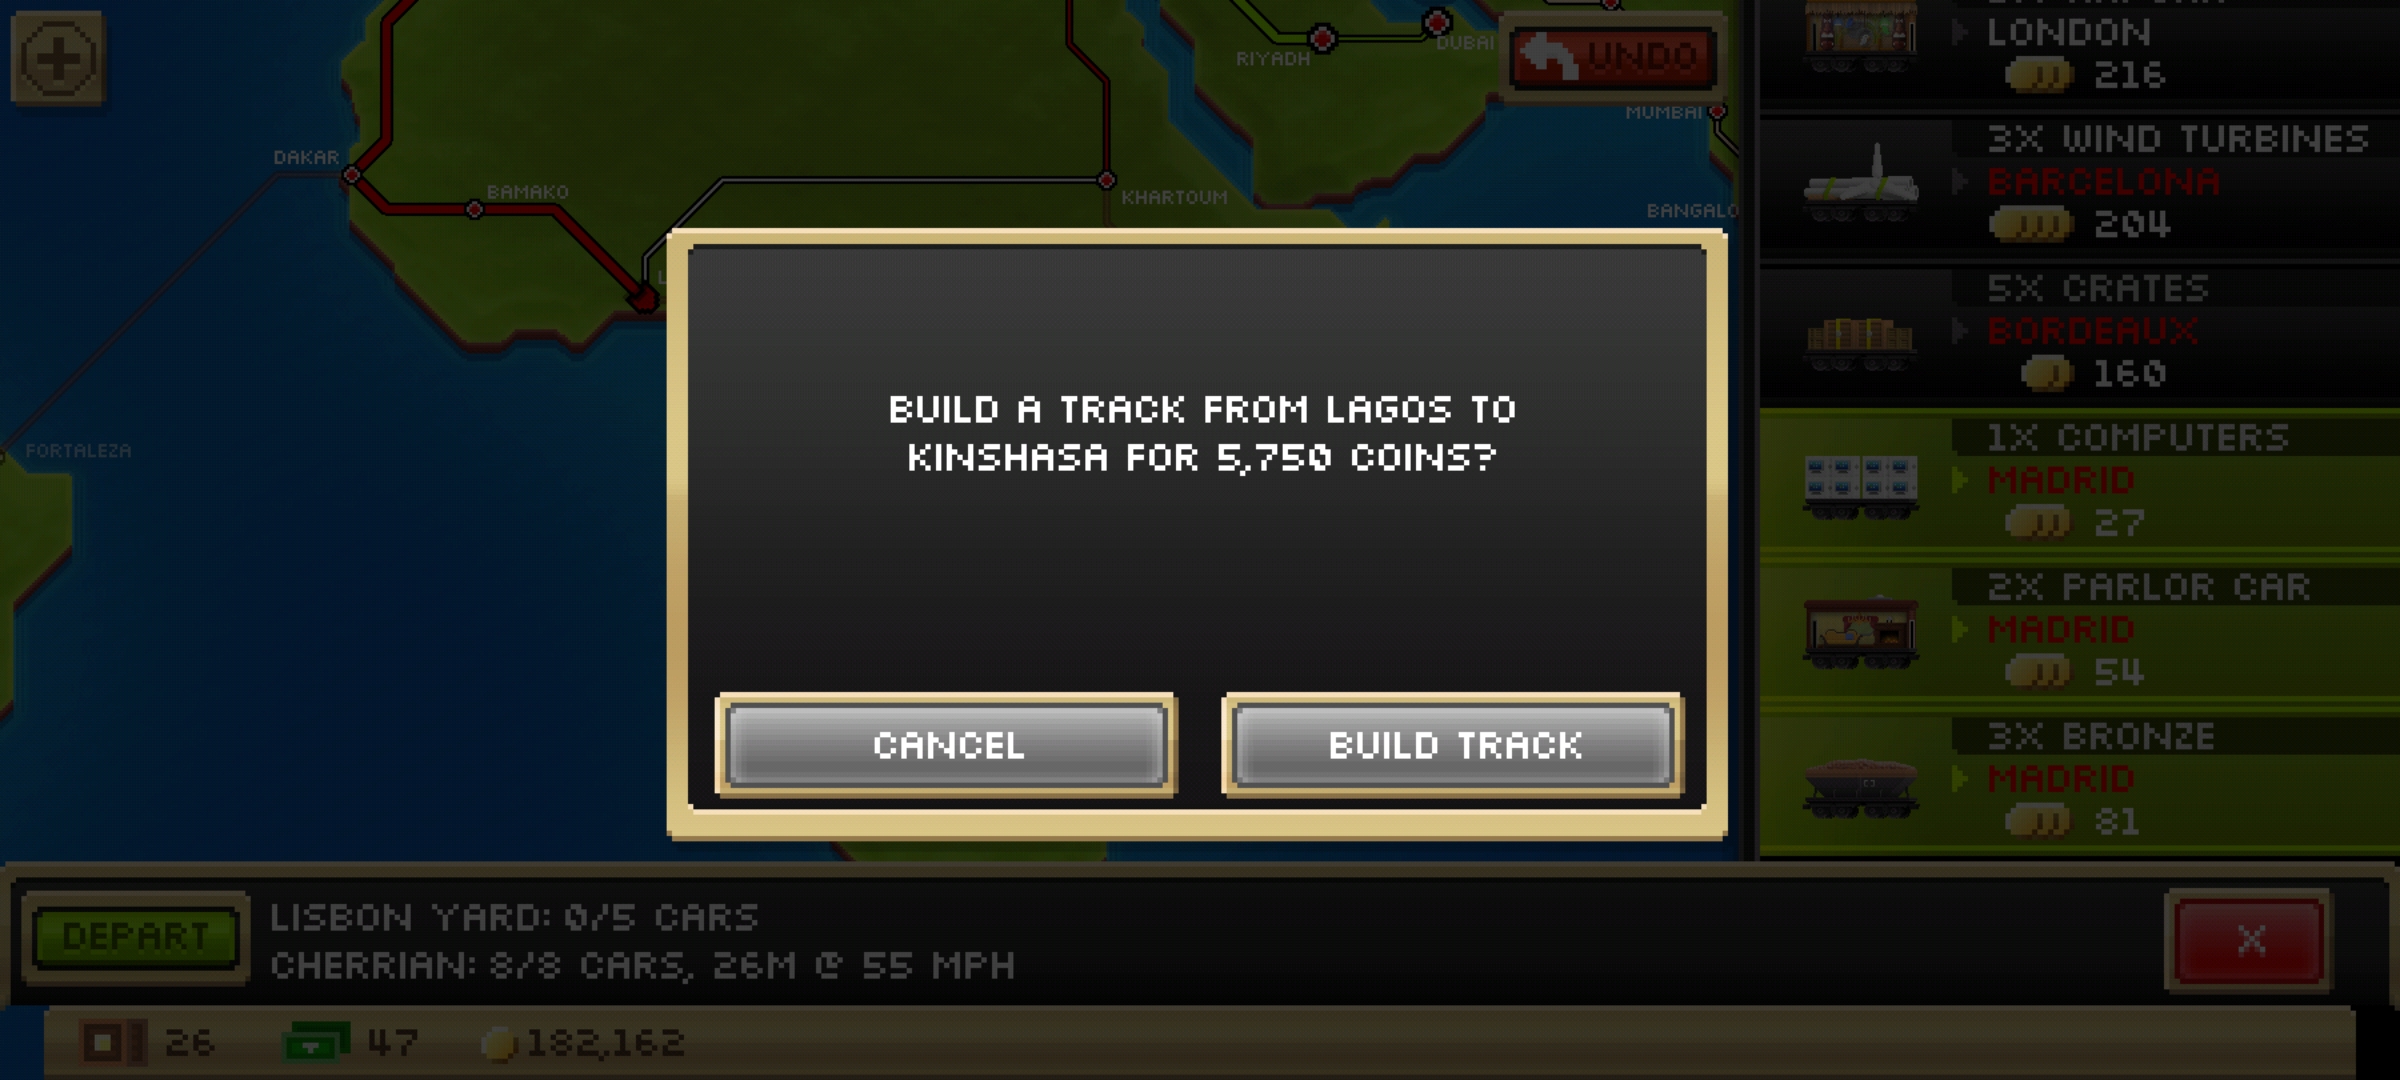 RIYADH
DUBAI
UNDO
MUMBAI
DAKAR
BAMAKO
KHARTOUM
BANGALO
FORTALEZA
BUILD A TRACK FROM LAGOS TO
KINSHASA FOR 5,750 COINS?
CANCEL
BUILD TRACK
LONDON
216
3X WIND TURBINES
BARCELONA
204
5X CRATES
BORDEAUX
160
1X COMPUTERS
MADRID
27
2X PARLOR CAR
MADRID
54
3X BRONZE
MADRID
81
DEPART
LISBON YARD: 0/5 CARS
CHERRIAN: 8/8 CARS, 26M @ 55 MPH
X
26
47
182,162